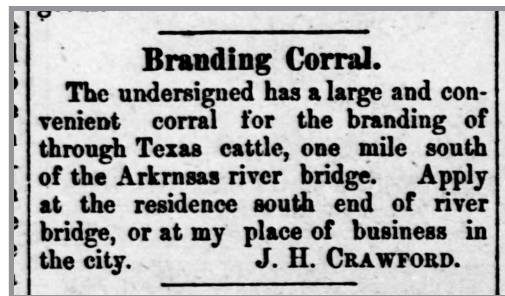 Branding Corral.
The undersigned has a large and con-
venient corral for the branding of
through Texas cattle, one mile south
of the Arkrnsas river bridge. Apply
at the residence south end of river
bridge, or at my place of business in
the city. J. H. CRAWFORD.